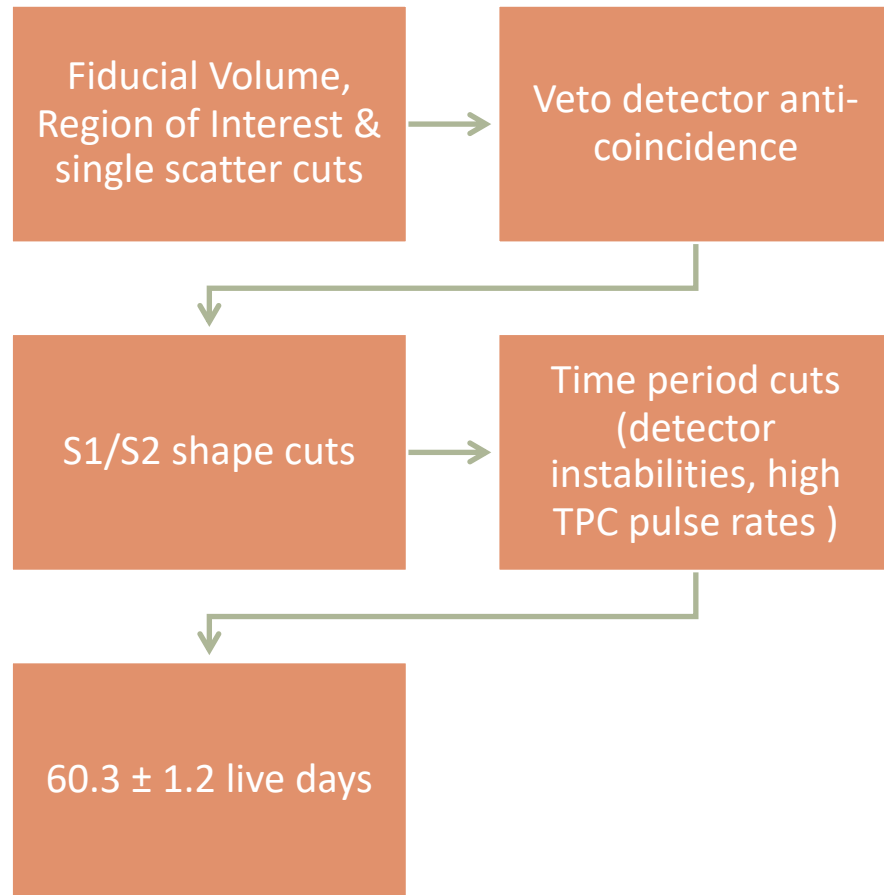 Fiducial Volume,
Region of Interest &
single scatter cuts
Veto detector anti-
coincidence
S1/S2 shape cuts
Time period cuts
(detector
instabilities, high
TPC pulse rates )
60.3 ± 1.2 live days